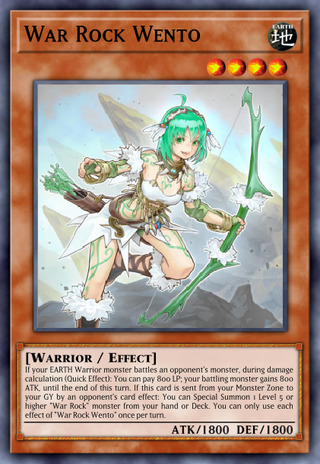 War Rock Wento
EARTH
地
[Warrior / Effect]
If your EARTH Warrior monster battles an opponent's monster, during damage
calculation (Quick Effect): You can pay 800 LP; your battling monster gains 800
ATK, until the end of this turn. If this card is sent from your Monster Zone to
your GY by an opponent's card effect: You can Special Summon 1 Level 5 or
higher "War Rock" monster from your hand or Deck. You can only use each
effect of "War Rock Wento" once per turn.
ATK/1800 DEF/1800